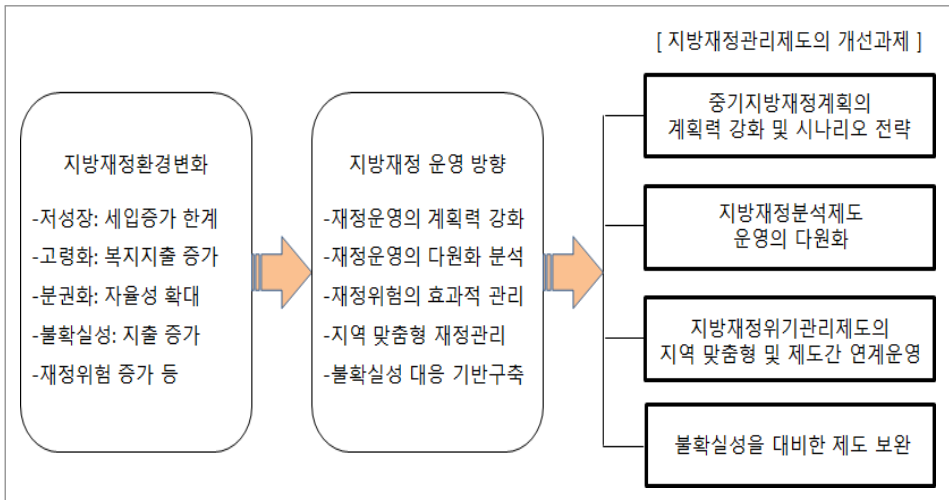 [ 지방재정관리제도의 개선과제 ]
지방재정환경변화
-저성장: 세입증가 한계
-고령화: 복지지출 증가
-분권화: 자율성 확대
-불확실성: 지출 증가
-재정위험 증가 등
지방재정 운영 방향
-재정운영의 계획력 강화
-재정운영의 다원화 분석
-재정위험의 효과적 관리
-지역 맞춤형 재정관리
-불확실성 대응 기반구축
중기지방재정계획의
계획력 강화 및 시나리오 전략
지방재정분석제도
운영의 다원화
지방재정위기관리제도의
지역 맞춤형 및 제도간 연계운영
불확실성을 대비한 제도 보완